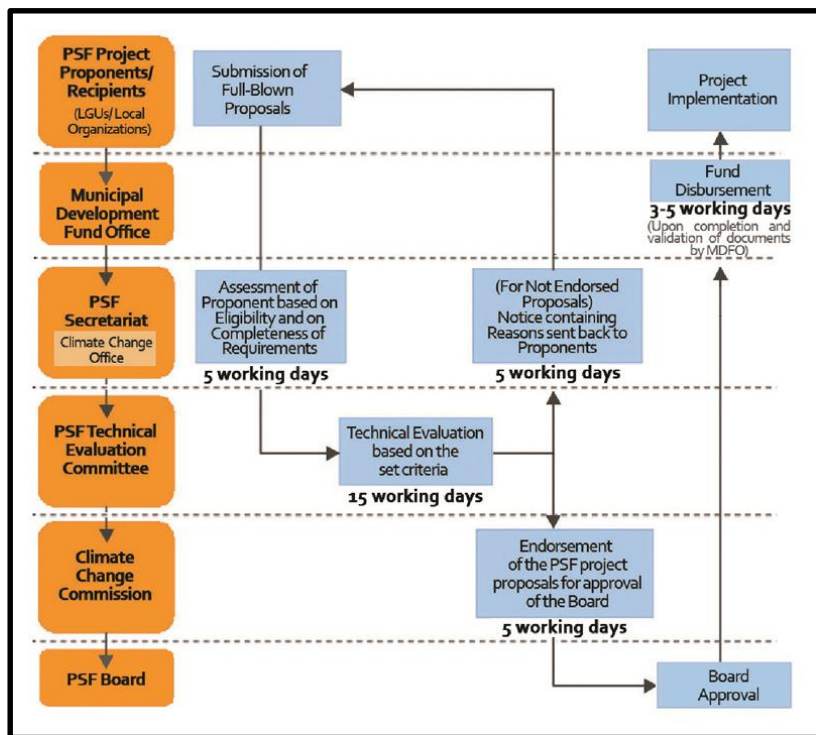 PSF Project
Proponents/
Recipients
(LGUs/ Local
Organizations)
Submission of
Full-Blown
Proposals
Project
Implementation
Municipal
Development
Fund Office
Fund
Disbursement
3-5 working days
(Upon completion and
validation of documents
by MDFO)
PSF
Secretariat
Climate Change
Office
Assessment of
Proponent based on
Eligibility and on
Completeness of
Requirements
5 working days
(For Not Endorsed
Proposals)
Notice containing
Reasons sent back to
Proponents
5 working days
PSF Technical
Evaluation
Committee
Technical Evaluation
based on the
set criteria
15 working days
Climate
Change
Commission
Endorsement
of the PSF project
proposals for approval
of the Board
5 working days
PSF Board
Board
Approval